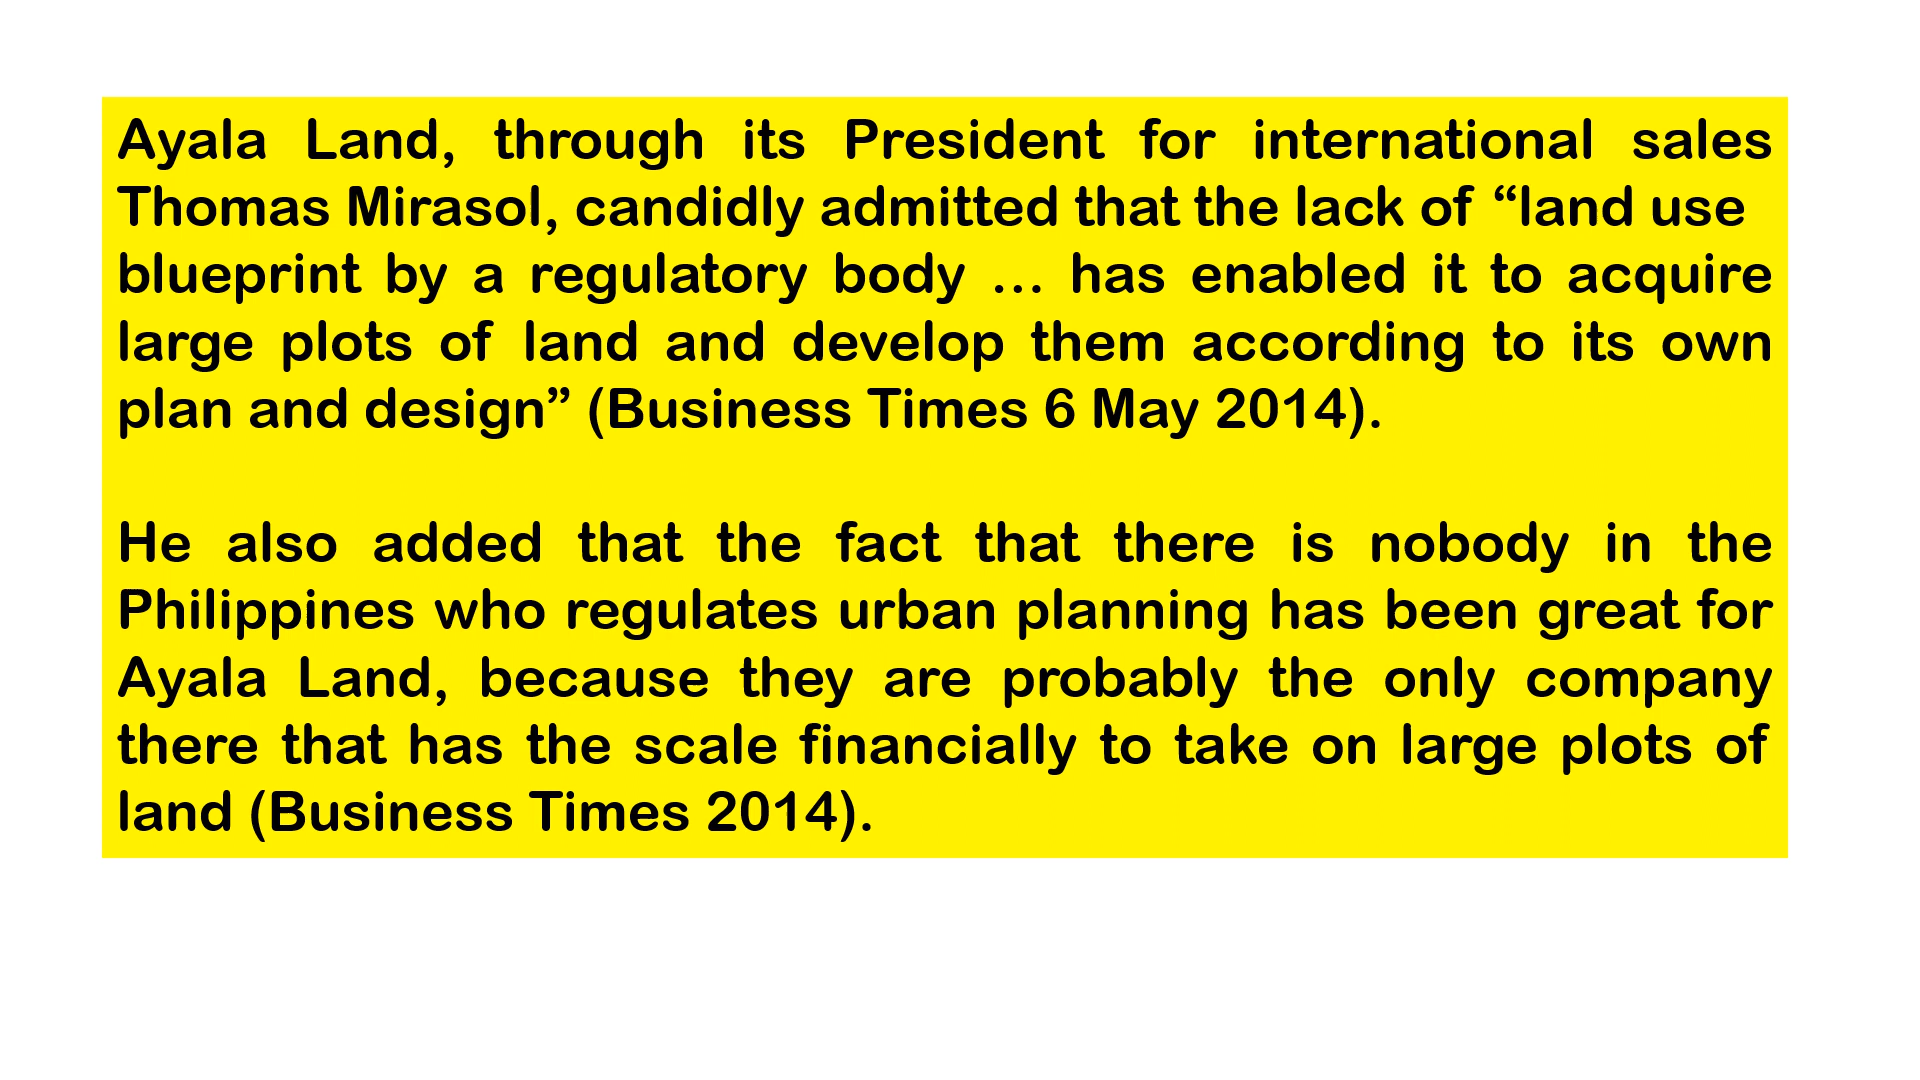 Ayala Land, through its President for international sales
Thomas Mirasol, candidly admitted that the lack of “land use
blueprint by a regulatory body … has enabled it to acquire
large plots of land and develop them according to its own
plan and design” (Business Times 6 May 2014).
He also added that the fact that there is nobody in the
Philippines who regulates urban planning has been great for
Ayala Land, because they are probably the only company
there that has the scale financially to take on large plots of
land (Business Times 2014).